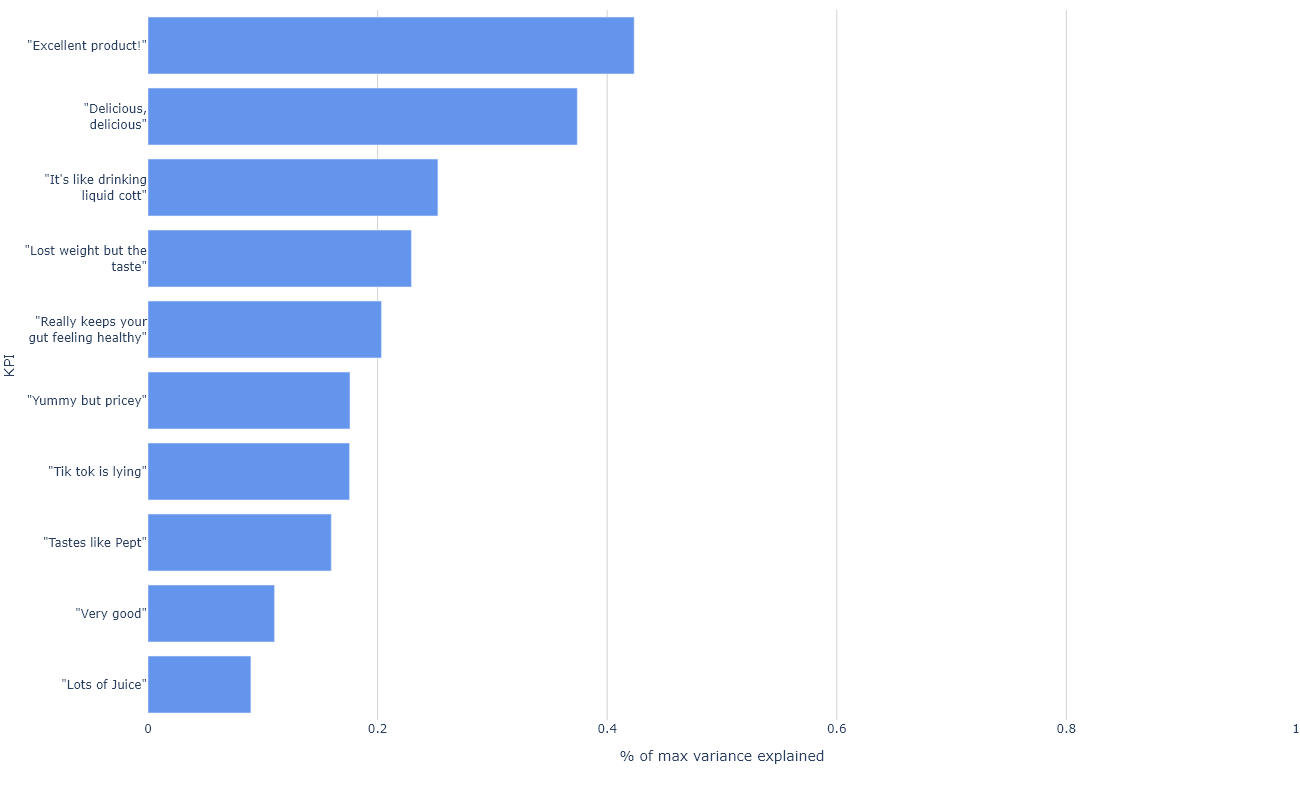 "Excellent product!"
"Delicious,
delicious"
"It's like drinking
liquid cott"
"Lost weight but the
taste"
"Really keeps your
gut feeling healthy"
"Yummy but pricey"
"Tik tok is lying"
"Tastes like Pept"
"Very good"
"Lots of Juice"
KPI
0
0.2
0.4
0.6
0.8
1
% of max variance explained